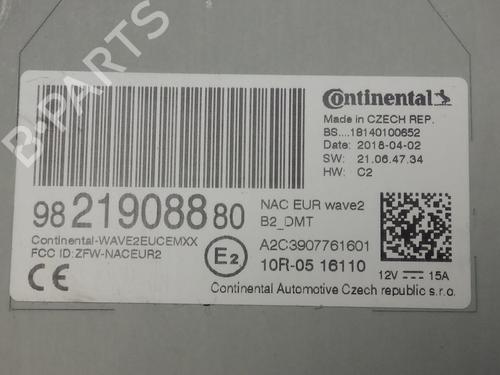 Continental
Made in CZECH REP.
BS....18140100652
Date: 2018-04-02
SW: 21.06.47.34
HW: C2
98 219088 80
NAC EUR wave2
B2_DMT
Continental-WAVE2EUCEMXX
FCC ID:ZFW-NACEUR2
A2C3907761601
E2
10R-05 16110
12V 15A
CE
Continental Automotive Czech republic s.r.o.
B-PARTS